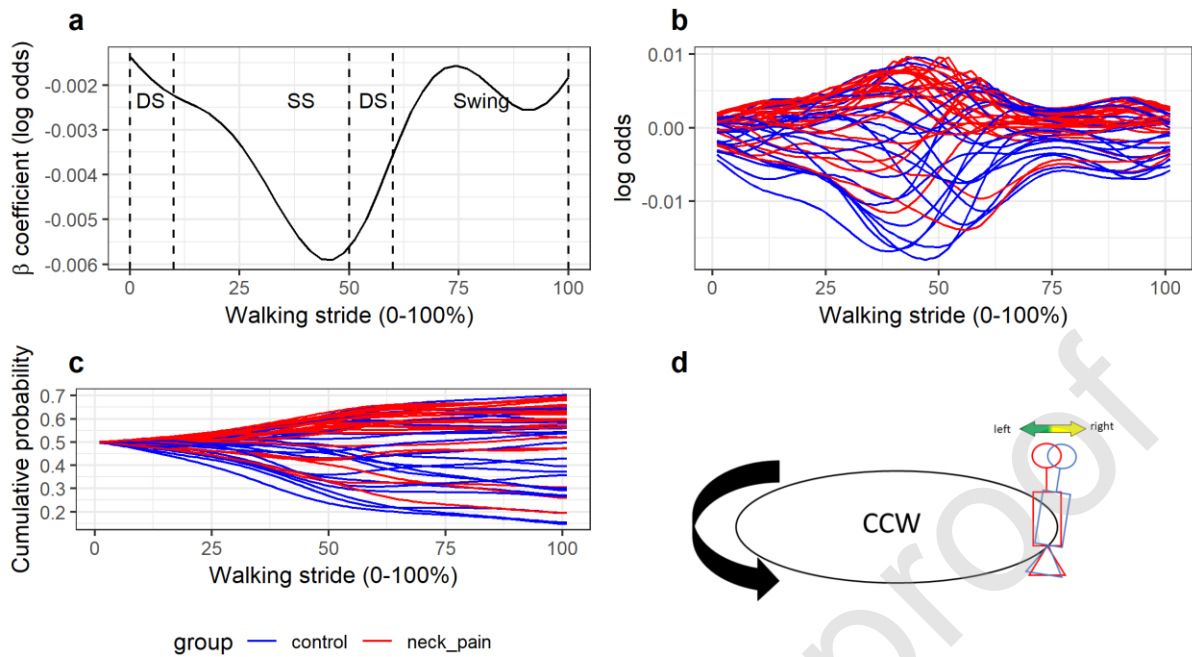 a
β coefficient (log odds)
-0.002
-0.003
-0.004
-0.005
-0.006
DS
SS
DS
Swing
0
25
50
75
100
Walking stride (0-100%)
b
log odds
0.01
0.00
-0.01
0
25
50
75
100
Walking stride (0-100%)
c
Cumulative probability
0.7
0.6
0.5
0.4
0.3
0.2
0
25
50
75
100
Walking stride (0-100%)
d
left
right
CCW
group
control
neck_pain
proof